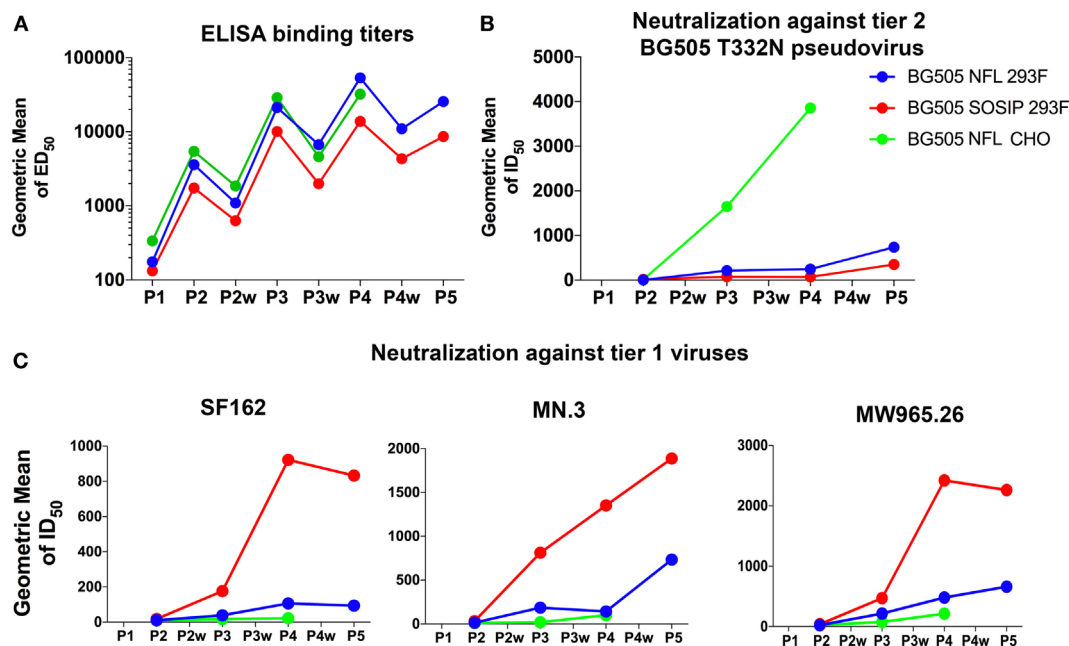 A
ELISA binding titers
Geometric Mean
of ED50
100000
10000
1000
100
P1 P2 P2w P3 P3w P4 P4w P5
B
Neutralization against tier 2
BG505 T332N pseudovirus
Geometric Mean
of ID50
5000
4000
3000
2000
1000
0
P1 P2 P2w P3 P3w P4 P4w P5
BG505 NFL 293F
BG505 SOSIP 293F
BG505 NFL CHO
C
Neutralization against tier 1 viruses
Geometric Mean
of ID50
SF162
1000
800
600
400
200
0
P1 P2 P2w P3 P3w P4 P4w P5
MN.3
2000
1500
1000
500
0
P1 P2 P2w P3 P3w P4 P4w P5
MW965.26
3000
2000
1000
0
P1 P2 P2w P3 P3w P4 P4w P5